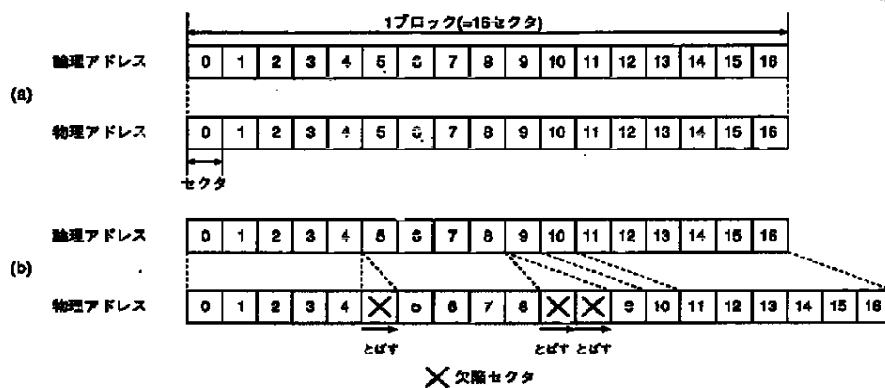 1ブロック(=16セクタ)
論理アドレス 0 1 2 3 4 5 6 7 8 9 10 11 12 13 14 15 16
(a)
物理アドレス 0 1 2 3 4 5 6 7 8 9 10 11 12 13 14 15 16
セクタ
論理アドレス 0 1 2 3 4 5 6 7 8 9 10 11 12 13 14 15 16
(b)
物理アドレス 0 1 2 3 4 5 6 7 8 9 10 11 12 13 14 15 16
とばす とばす とばす
欠陥セクタ